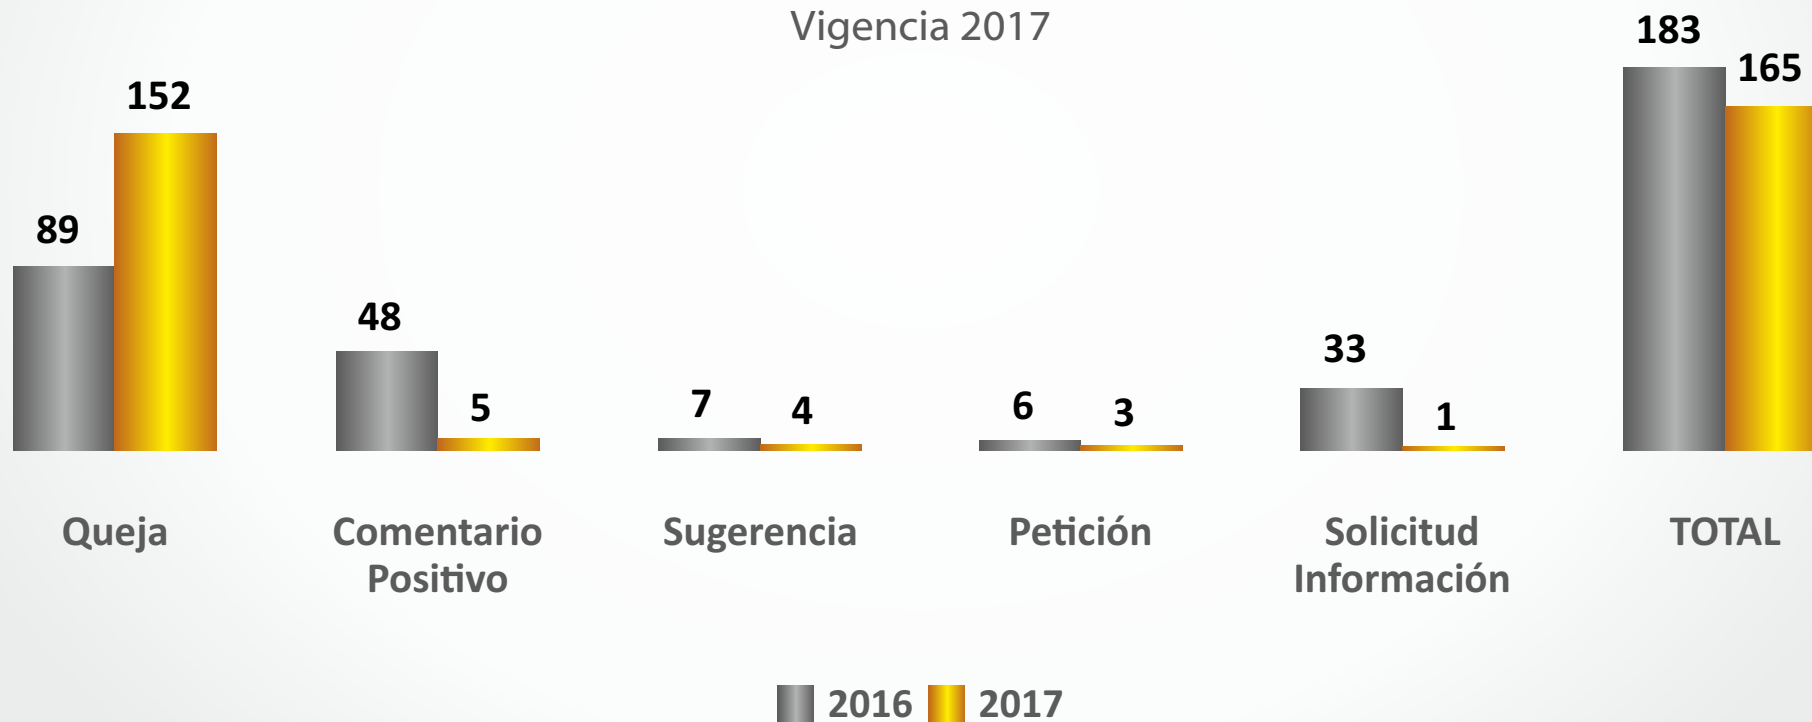 Vigencia 2017
183
165
152
89
48
5
7
4
6
3
33
1
Queja
Comentario
Positivo
Sugerencia
Petición
Solicitud
Información
TOTAL
2016
2017